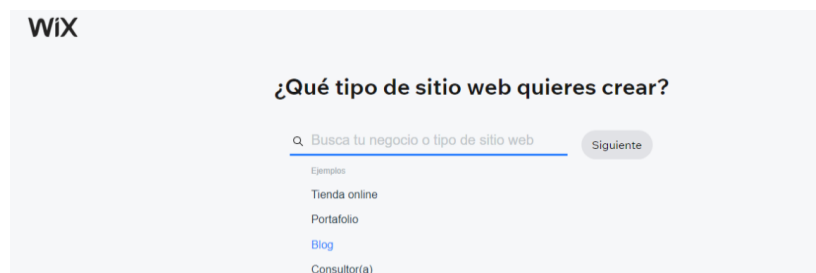 WiX
¿Qué tipo de sitio web quieres crear?
Busca tu negocio o tipo de sitio web
Siguiente
Ejemplos
Tienda online
Portafolio
Blog
Consultor(a)